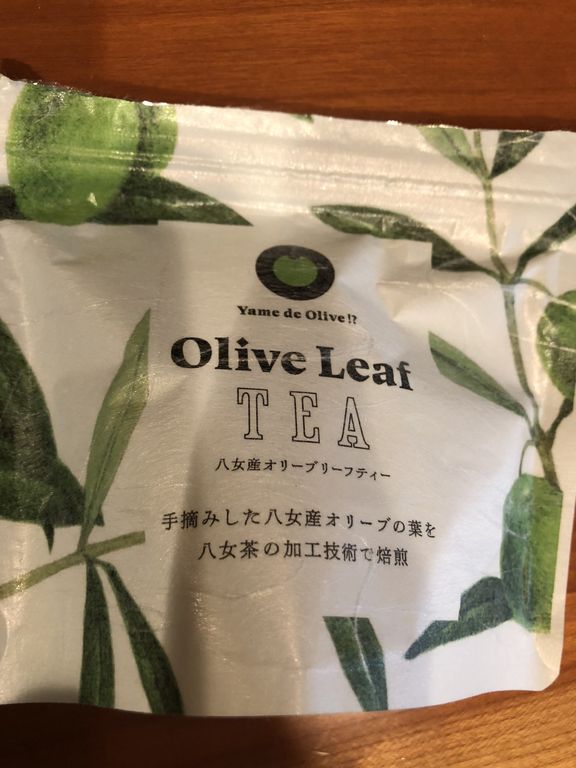 Yame de Olive!?
Olive Leaf
TEA
八女産オリーブリーフティー
手摘みした八女産オリーブの葉を
八女茶の加工技術で焙煎